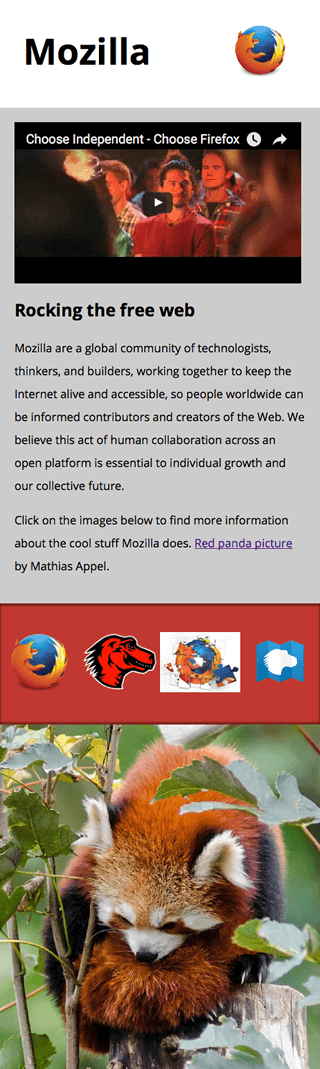 Mozilla
Choose Independent - Choose Firefox
Rocking the free web
Mozilla are a global community of technologists,
thinkers, and builders, working together to keep the
Internet alive and accessible, so people worldwide can
be informed contributors and creators of the Web. We
believe this act of human collaboration across an
open platform is essential to individual growth and
our collective future.
Click on the images below to find more information
about the cool stuff Mozilla does. Red panda picture
by Mathias Appel.